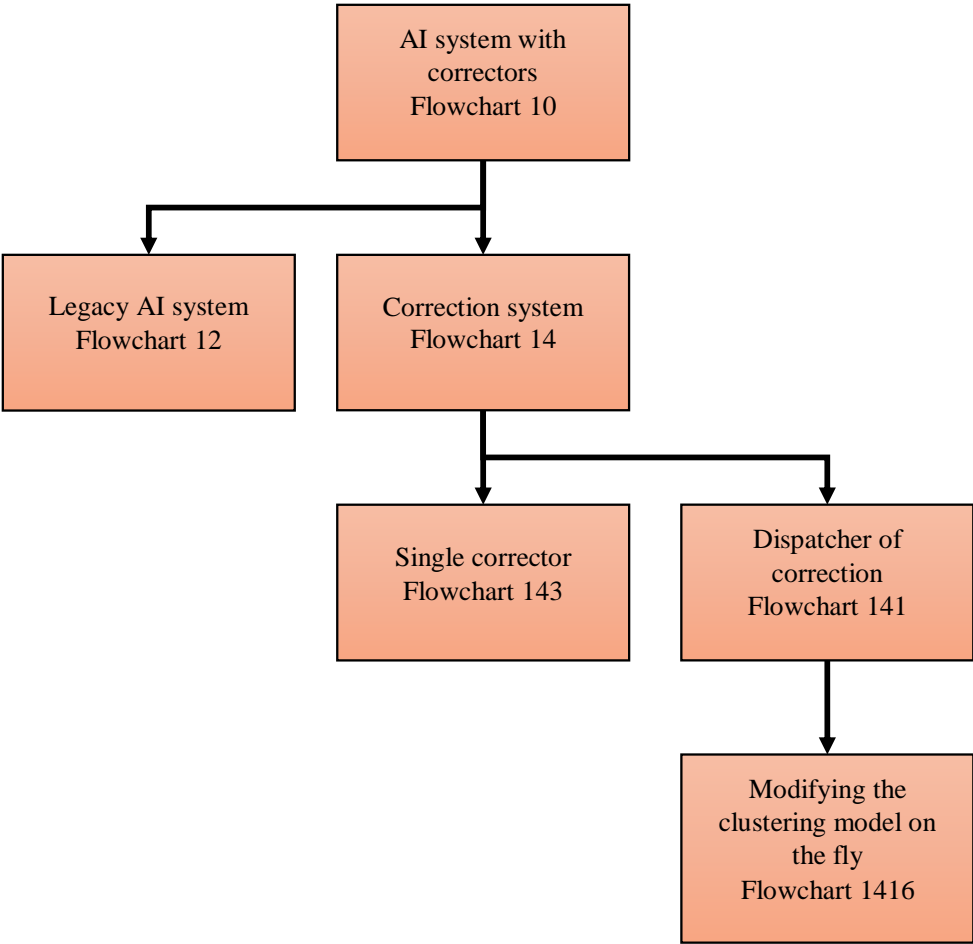 AI system with
correctors
Flowchart 10
Legacy AI system
Flowchart 12
Correction system
Flowchart 14
Single corrector
Flowchart 143
Dispatcher of
correction
Flowchart 141
Modifying the
clustering model on
the fly
Flowchart 1416